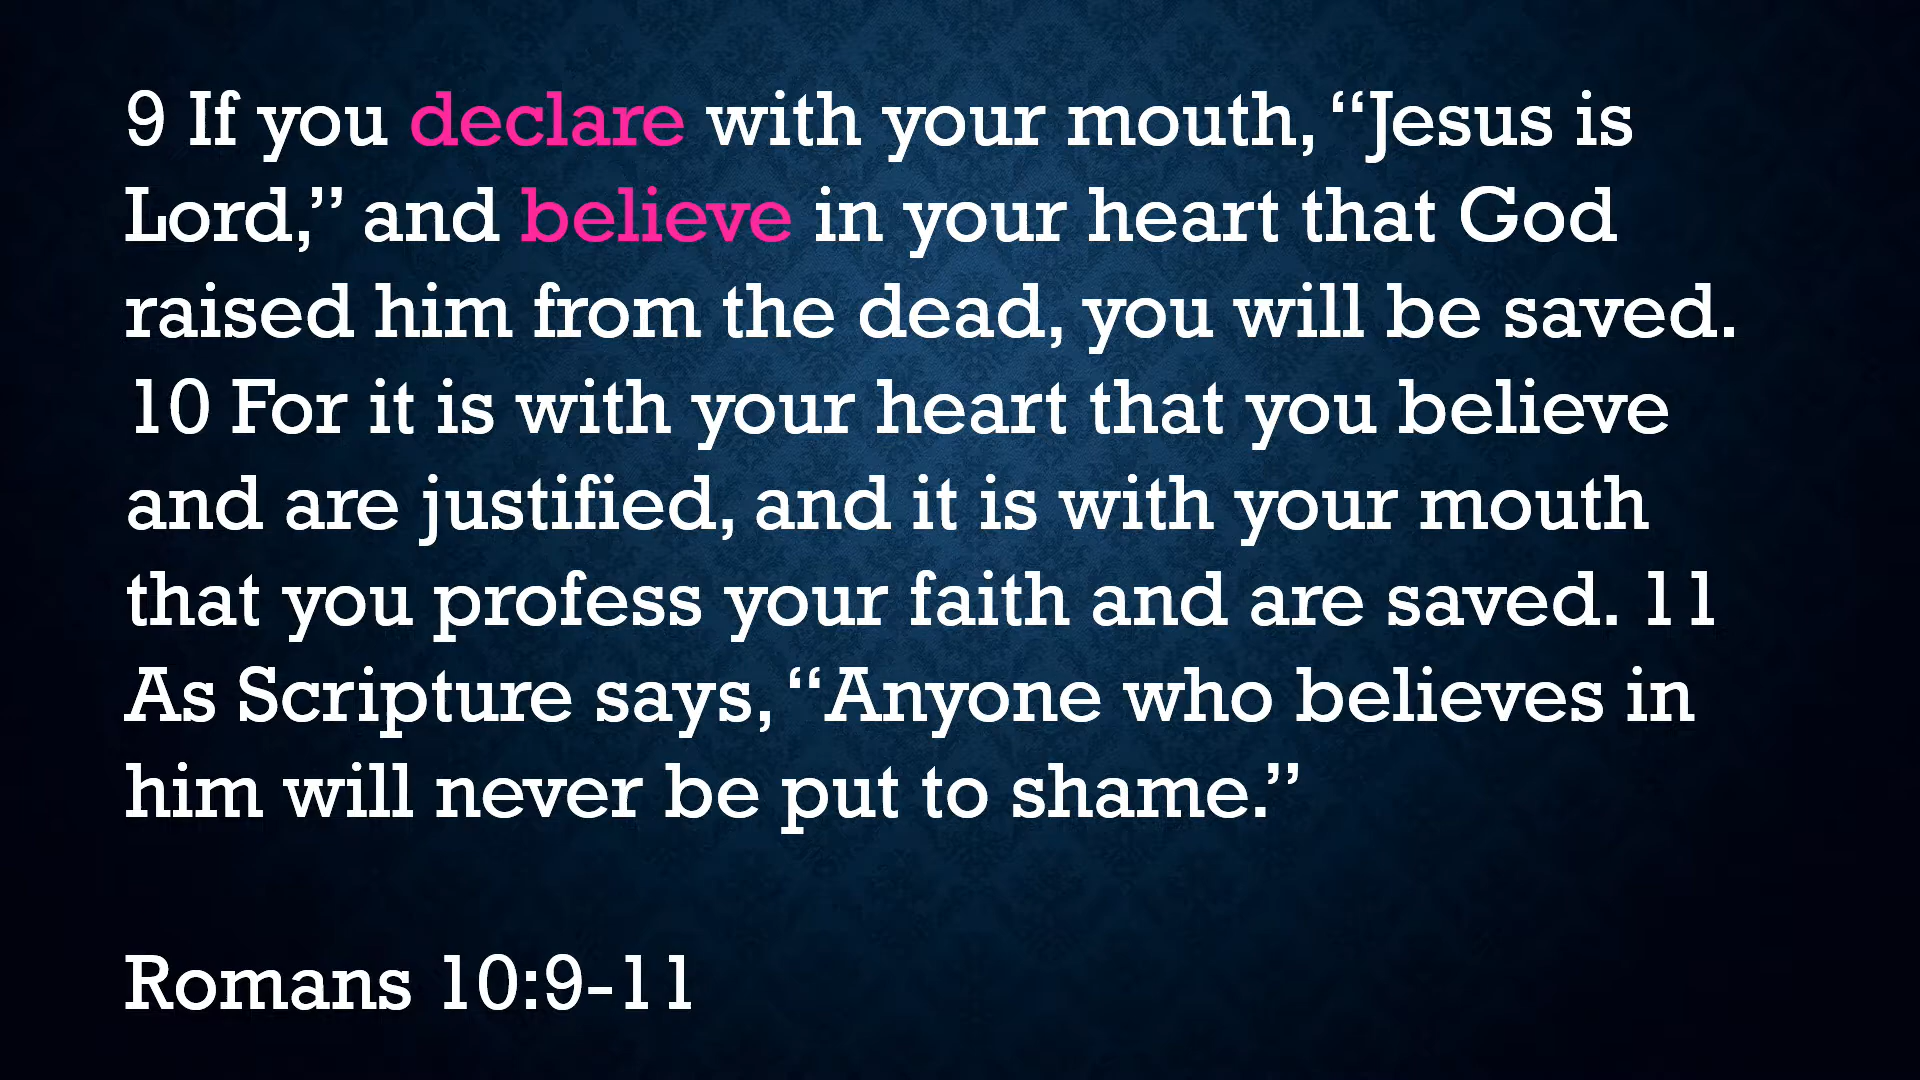 9 If you declare with your mouth, “Jesus is
Lord,” and believe in your heart that God
raised him from the dead, you will be saved.
10 For it is with your heart that you believe
and are justified, and it is with your mouth
that you profess your faith and are saved. 11
As Scripture says, “Anyone who believes in
him will never be put to shame.”
Romans 10:9-11